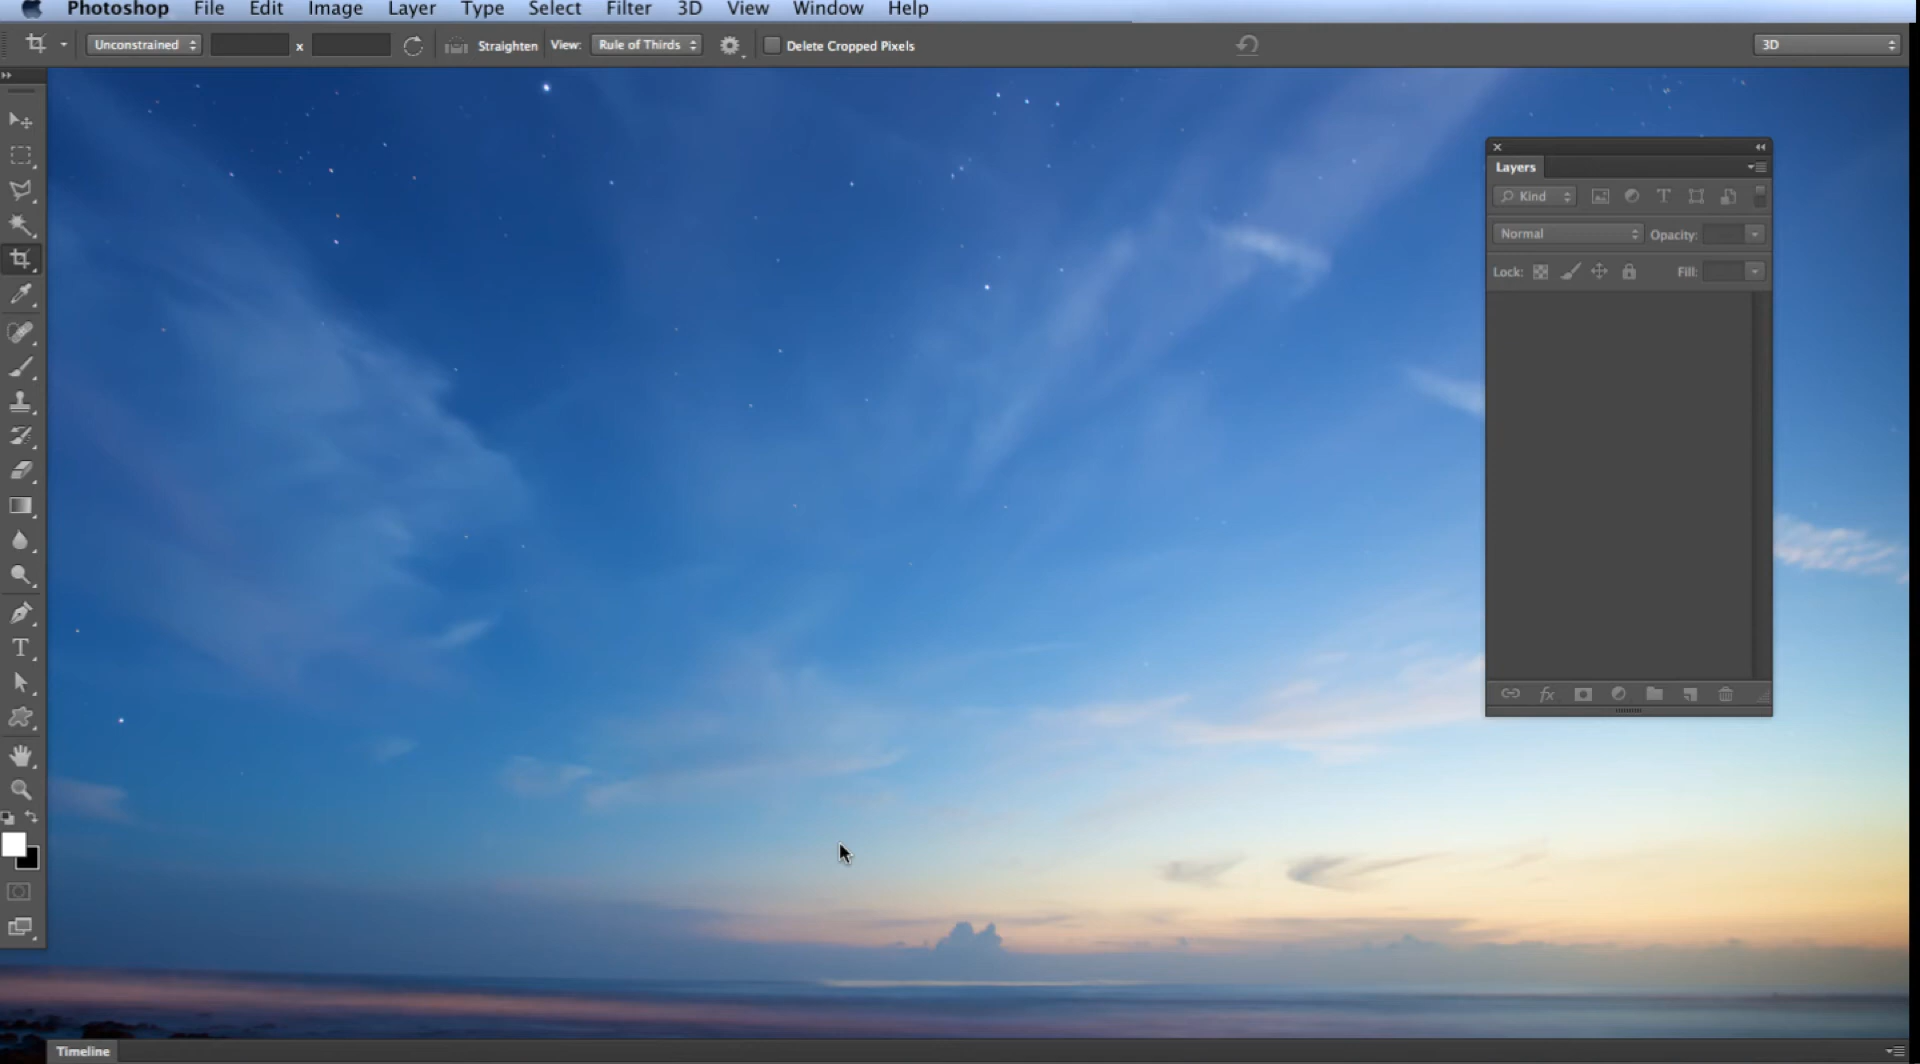 Photoshop File Edit Image Layer Type Select Filter 3D View Window Help
Unconstrained x Straighten View: Rule of Thirds Delete Cropped Pixels 3D
Layers
Kind
Normal Opacity:
Lock: Fill:
fx
Timeline